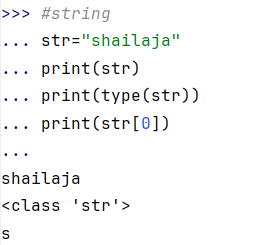 >>> #string
... str="shailaja"
... print(str)
... print(type(str))
... print(str[0])
...
shailaja
<class 'str'>
s